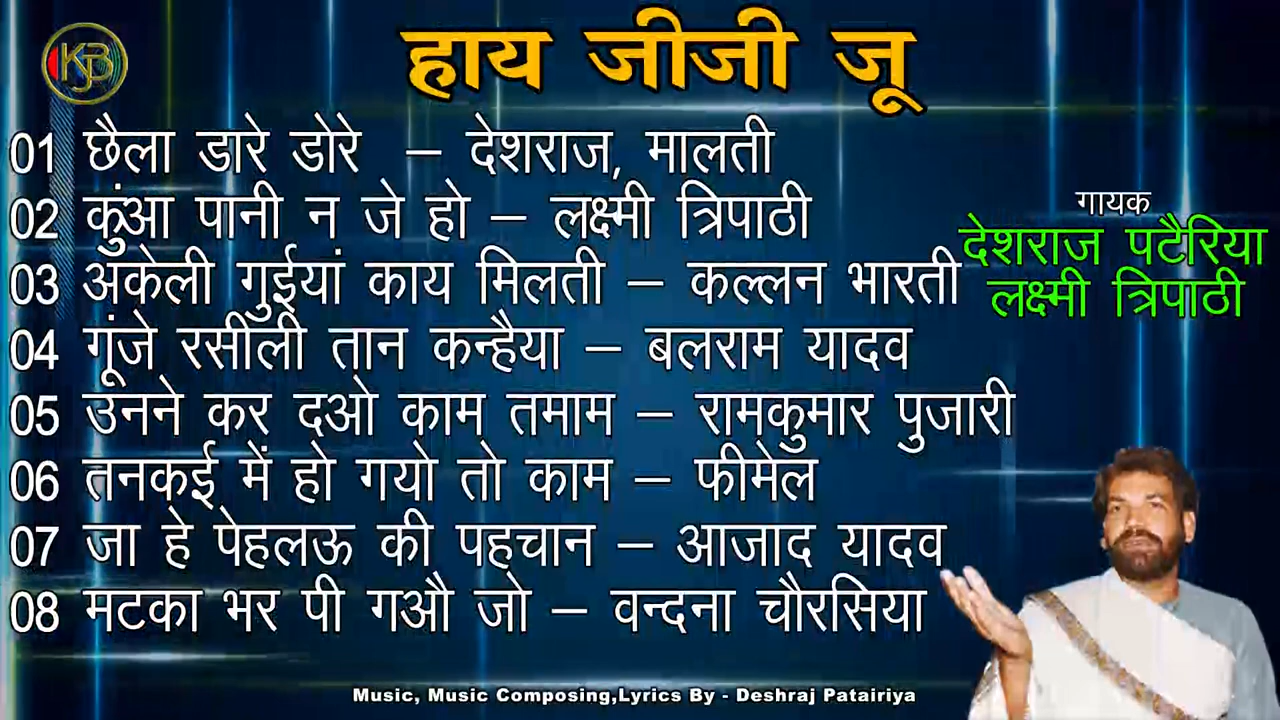 KJB
हाय जीजी जू
01 छैला डारे डोरे – देशराज, मालती
02 कुंआ पानी न जे हो – लक्ष्मी त्रिपाठी
03 अकेली गुईयां काय मिलती – कल्लन भारती
04 गूंजे रसीली तान कन्हैया – बलराम यादव
05 उनने कर दओ काम तमाम – रामकुमार पुजारी
06 तनकई में हो गयो तो काम – फीमेल
07 जा हे पेहलऊ की पहचान – आजाद यादव
08 मटका भर पी गऔ जो – वन्दना चौरसिया
गायक
देशराज पटैरिया
लक्ष्मी त्रिपाठी
Music, Music Composing,Lyrics By - Deshraj Patairiya